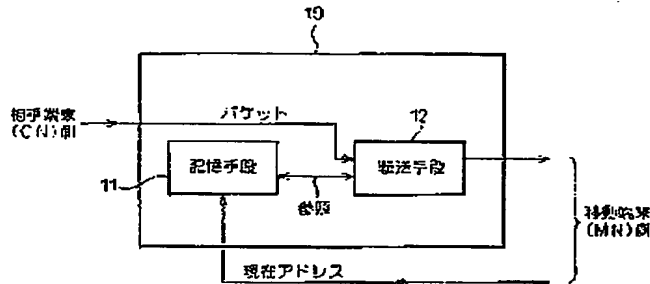 10
相手端末
(CN)側
パケット
12
記憶手段
転送手段
11
参照
移動端末
(MN)側
現在アドレス